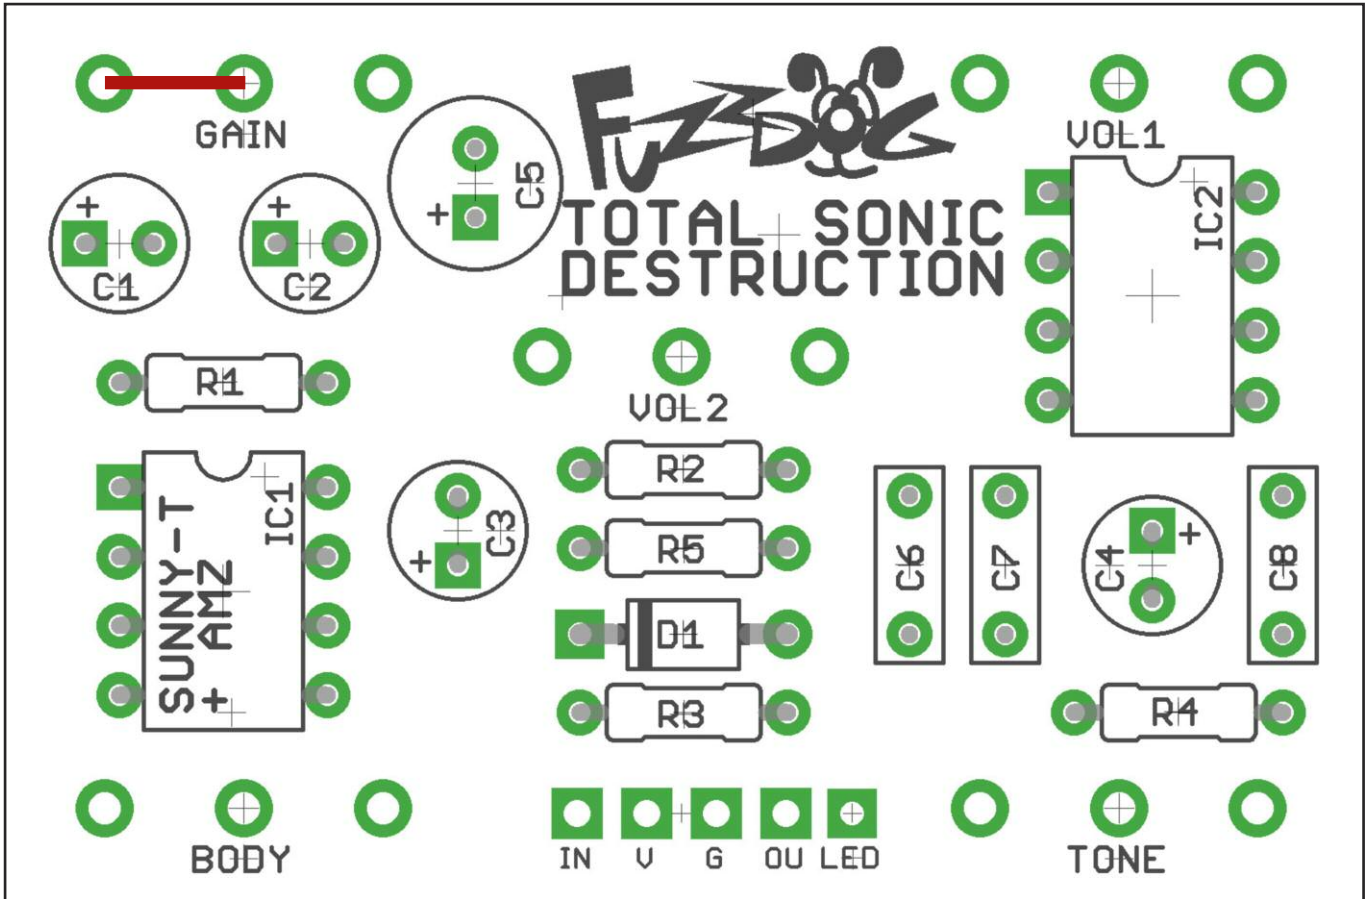 FUZZDOG
TOTAL SONIC
DESTRUCTION
GAIN
VOL1
+
C1
+
C2
+
C5
IC2
R1
VOL2
IC1
SUNNY-T
+ AMZ
+
C3
R2
R5
D1
R3
C6
C7
C4
+
C8
R4
BODY
IN V G OU LED
TONE